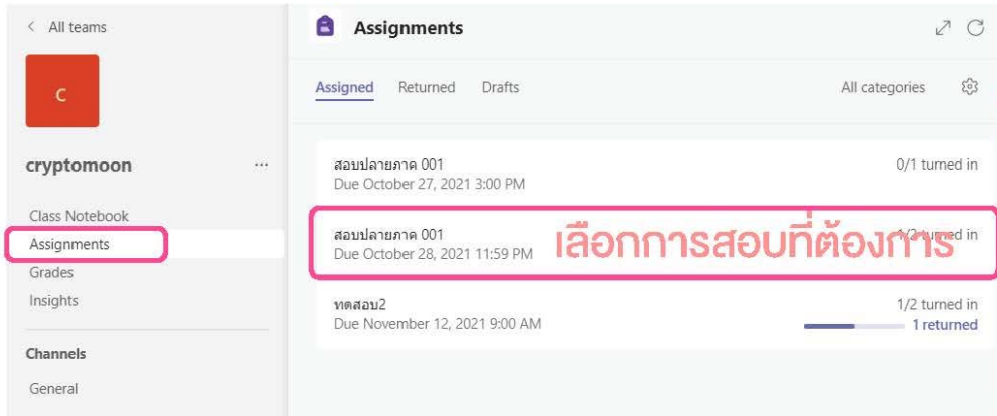 All teams
C
cryptomoon
...
Class Notebook
Assignments
Grades
Insights
Channels
General
Assignments
Assigned Returned Drafts
All categories
สอบปลายภาค 001
0/1 turned in
Due October 27, 2021 3:00 PM
สอบปลายภาค 001
1/2 turned in
Due October 28, 2021 11:59 PM
เลือกการสอบที่ต้องการ
ทดสอบ2
1/2 turned in
Due November 12, 2021 9:00 AM
1 returned